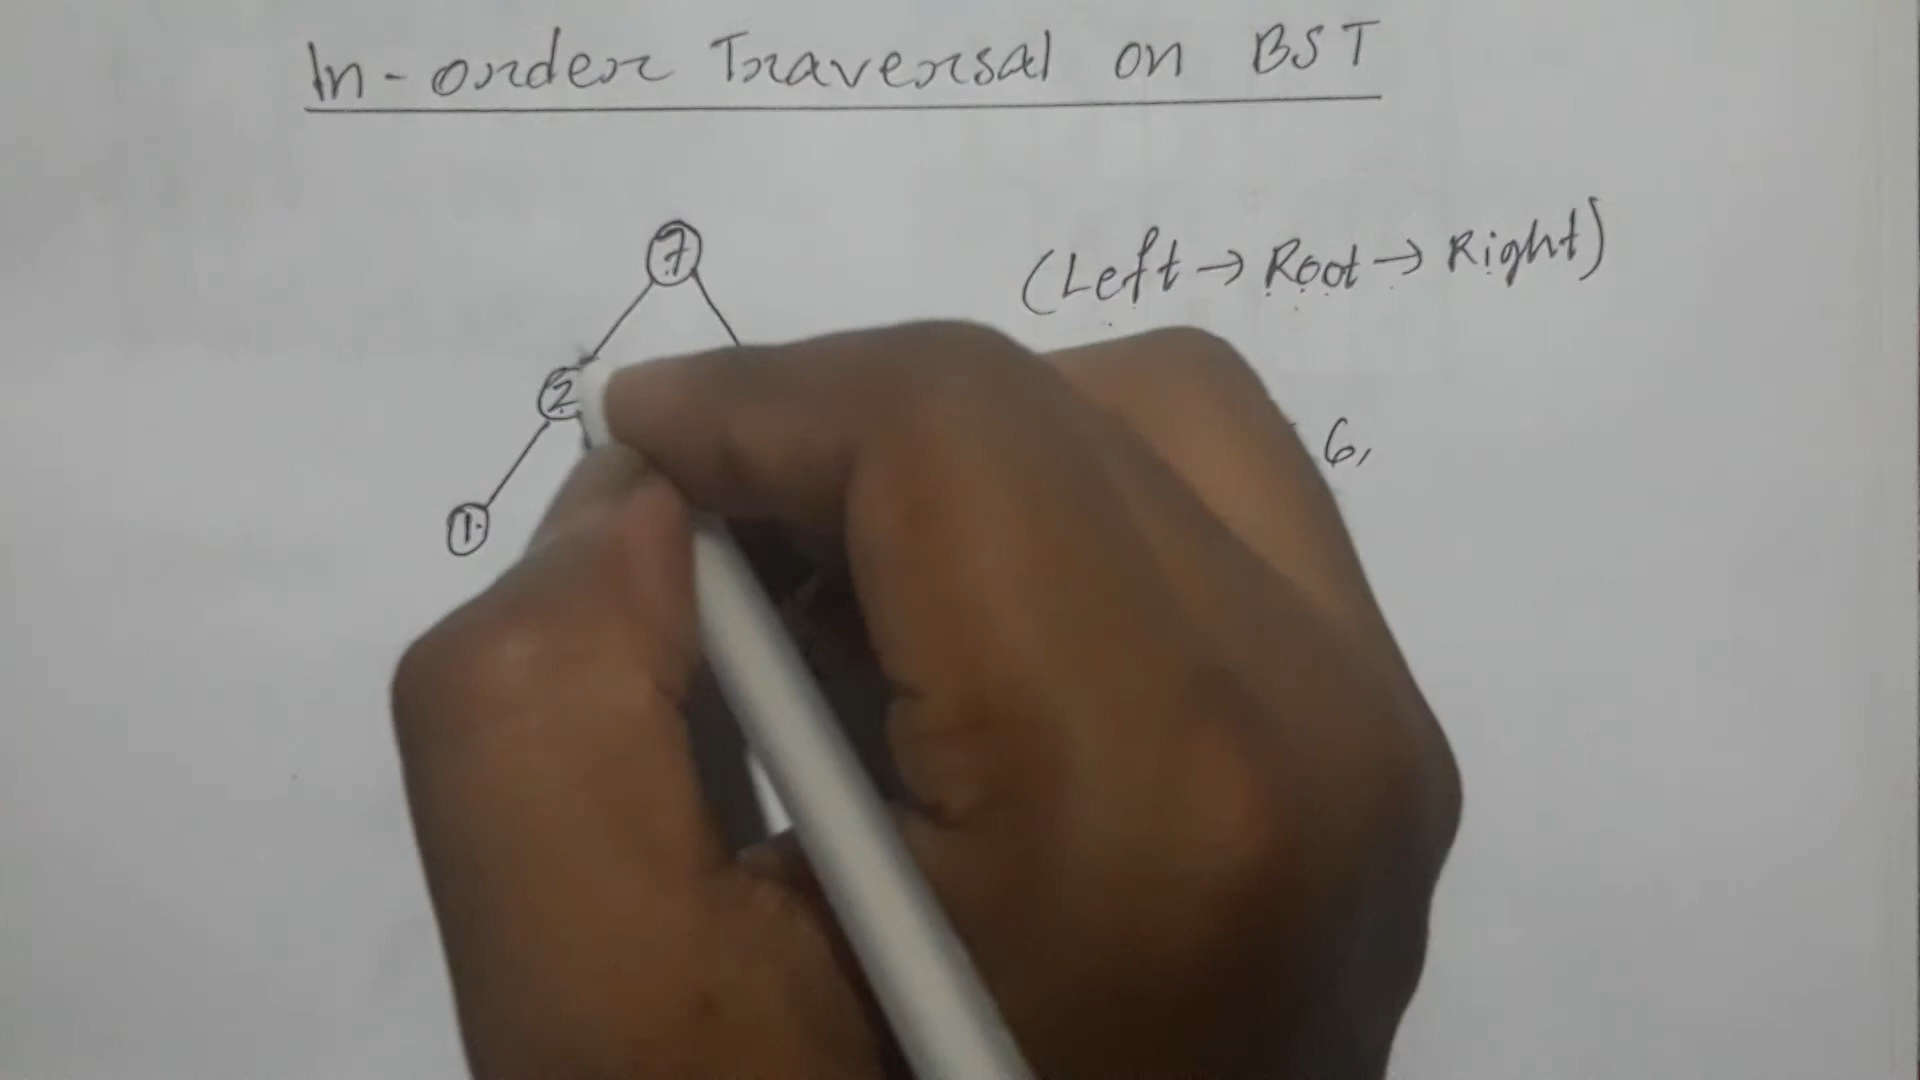 In-order Traversal on BST
7
(Left → Root → Right)
2
6,
1